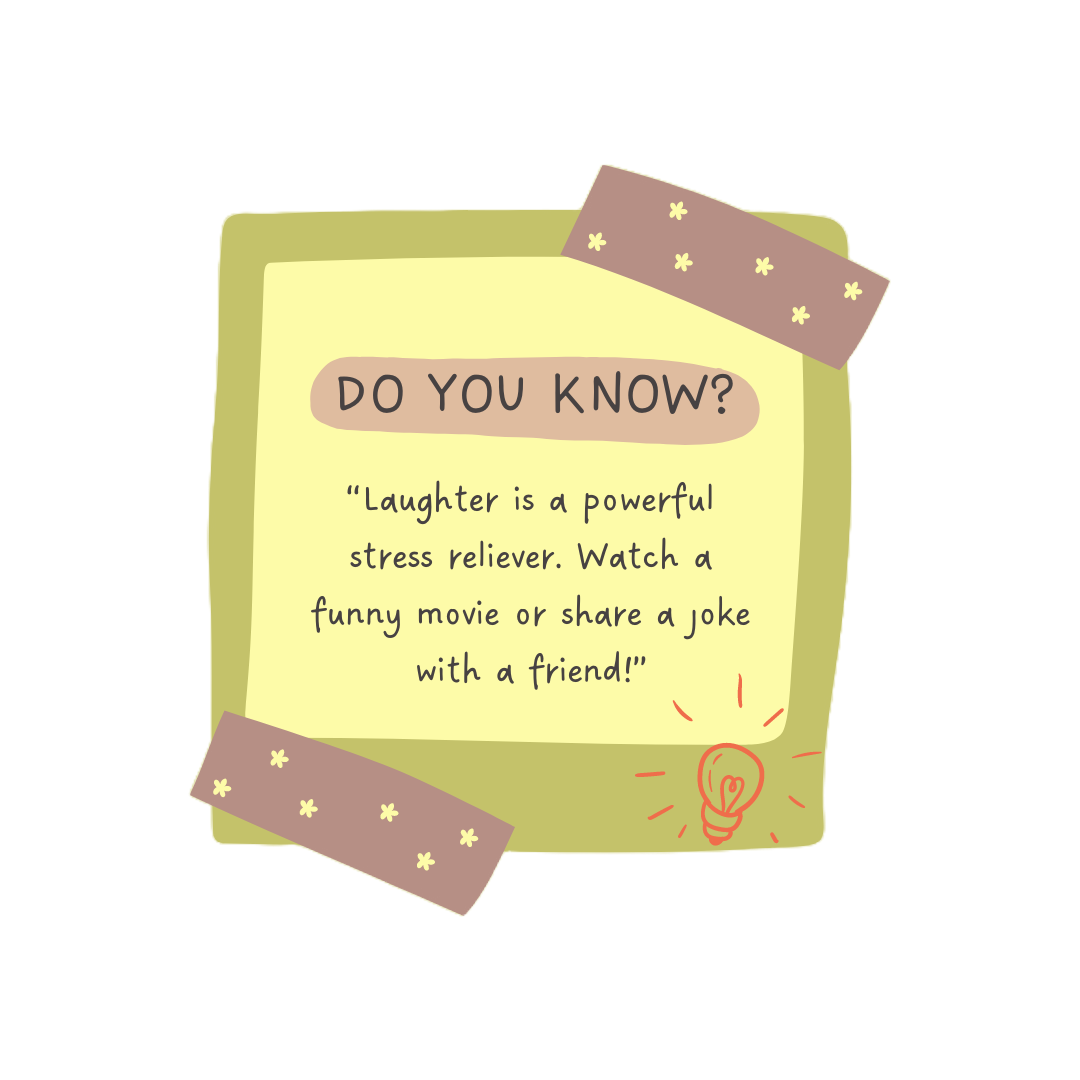 DO YOU KNOW?
“Laughter is a powerful
stress reliever. Watch a
funny movie or share a joke
with a friend!”